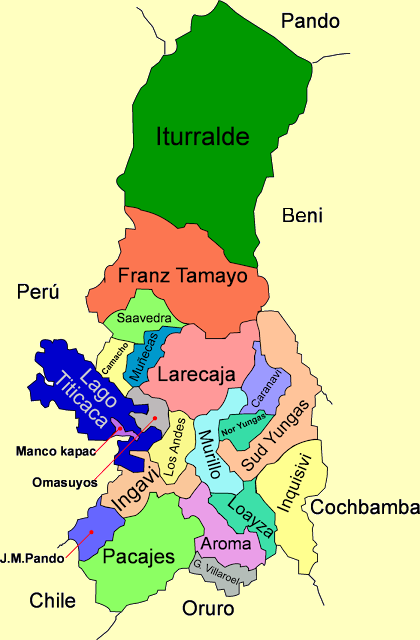 Pando
Iturralde
Beni
Franz Tamayo
Perú
Saavedra
Camacho
Muñecas
Larecaja
Caranavi
Lago
Titicaca
Nor Yungas
Sud Yungas
Manco kapac
Los Andes
Murillo
Omasuyos
Ingavi
Inquisivi
Loayza
Cochbamba
J.M.Pando
Pacajes
Aroma
G. Villaroel
Chile
Oruro